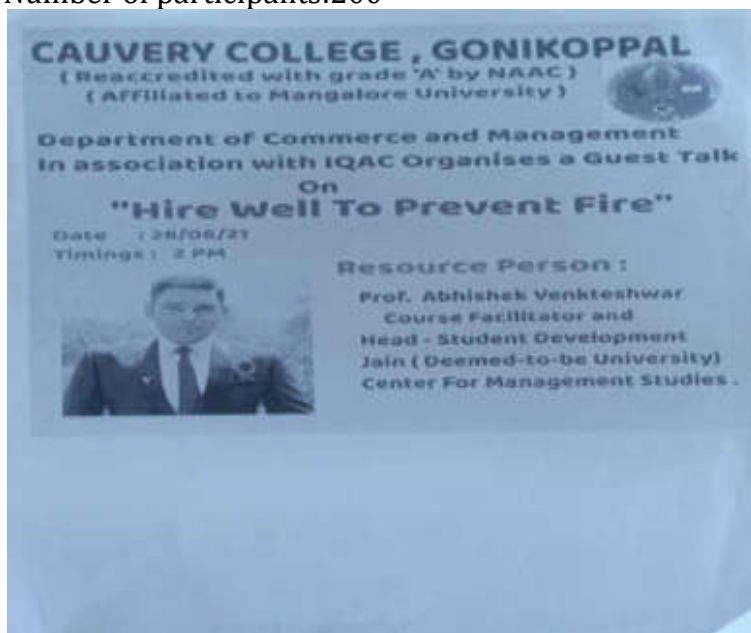 Number of participants:200
CAUVERY COLLEGE , GONIKOPPAL
( Reaccredited with grade 'A' by NAAC )
( Affiliated to Mangalore University )
Department of Commerce and Management
In association with IQAC Organises a Guest Talk
On
"Hire Well To Prevent Fire"
Date : 28/06/21
Timings : 2 PM
Resource Person :
Prof. Abhishek Venkteshwar
Course Facilitator and
Head - Student Development
Jain ( Deemed-to-be University)
Center For Management Studies .